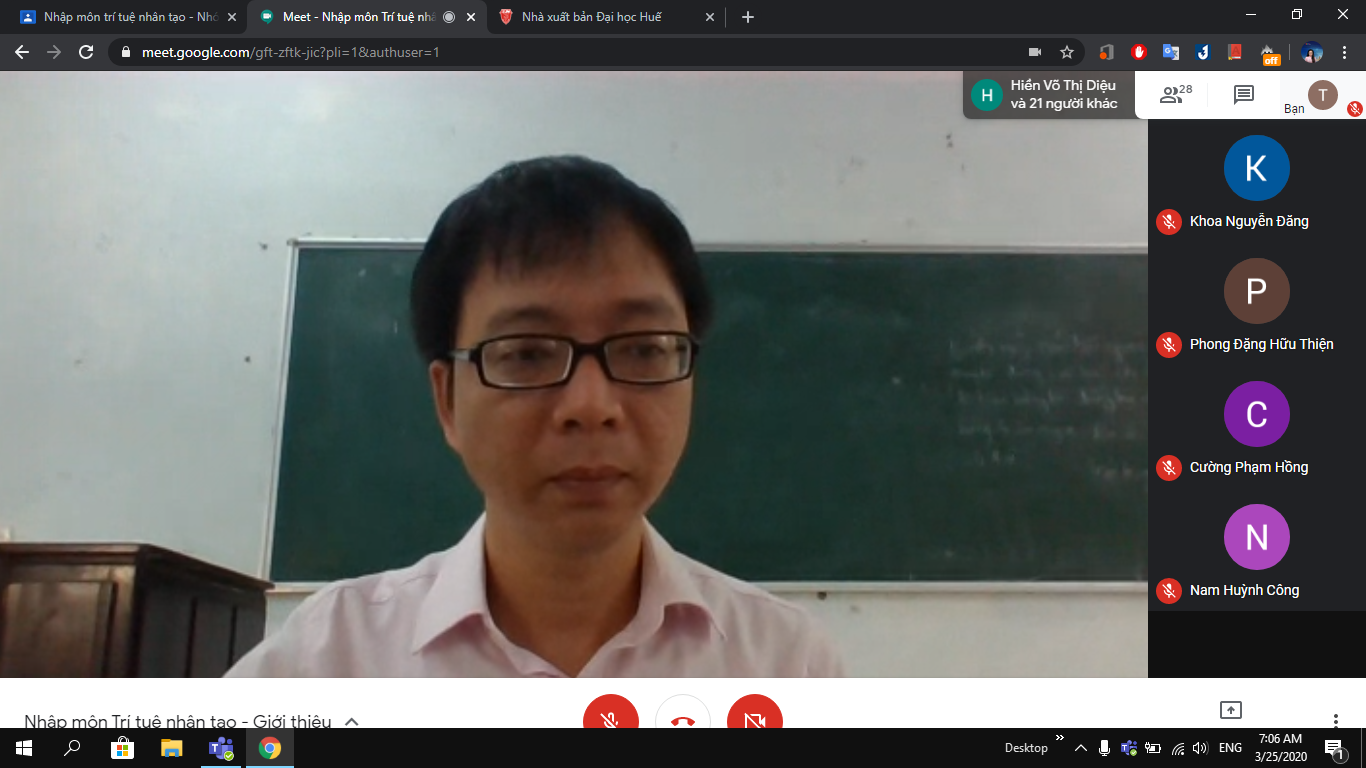 Nhập môn trí tuệ nhân tạo - Nhó
Meet - Nhập môn Trí tuệ nhâ
Nhà xuất bản Đại học Huế
meet.google.com/gft-zftk-jic?pli=1&authuser=1
off
H
Hiền Võ Thị Diệu
và 21 người khác
28
Bạn
T
K
Khoa Nguyễn Đăng
P
Phong Đặng Hữu Thiện
C
Cường Phạm Hồng
N
Nam Huỳnh Công
Nhập môn Trí tuệ nhân tạo - Giới thiệu
Desktop
ENG
7:06 AM
3/25/2020
1